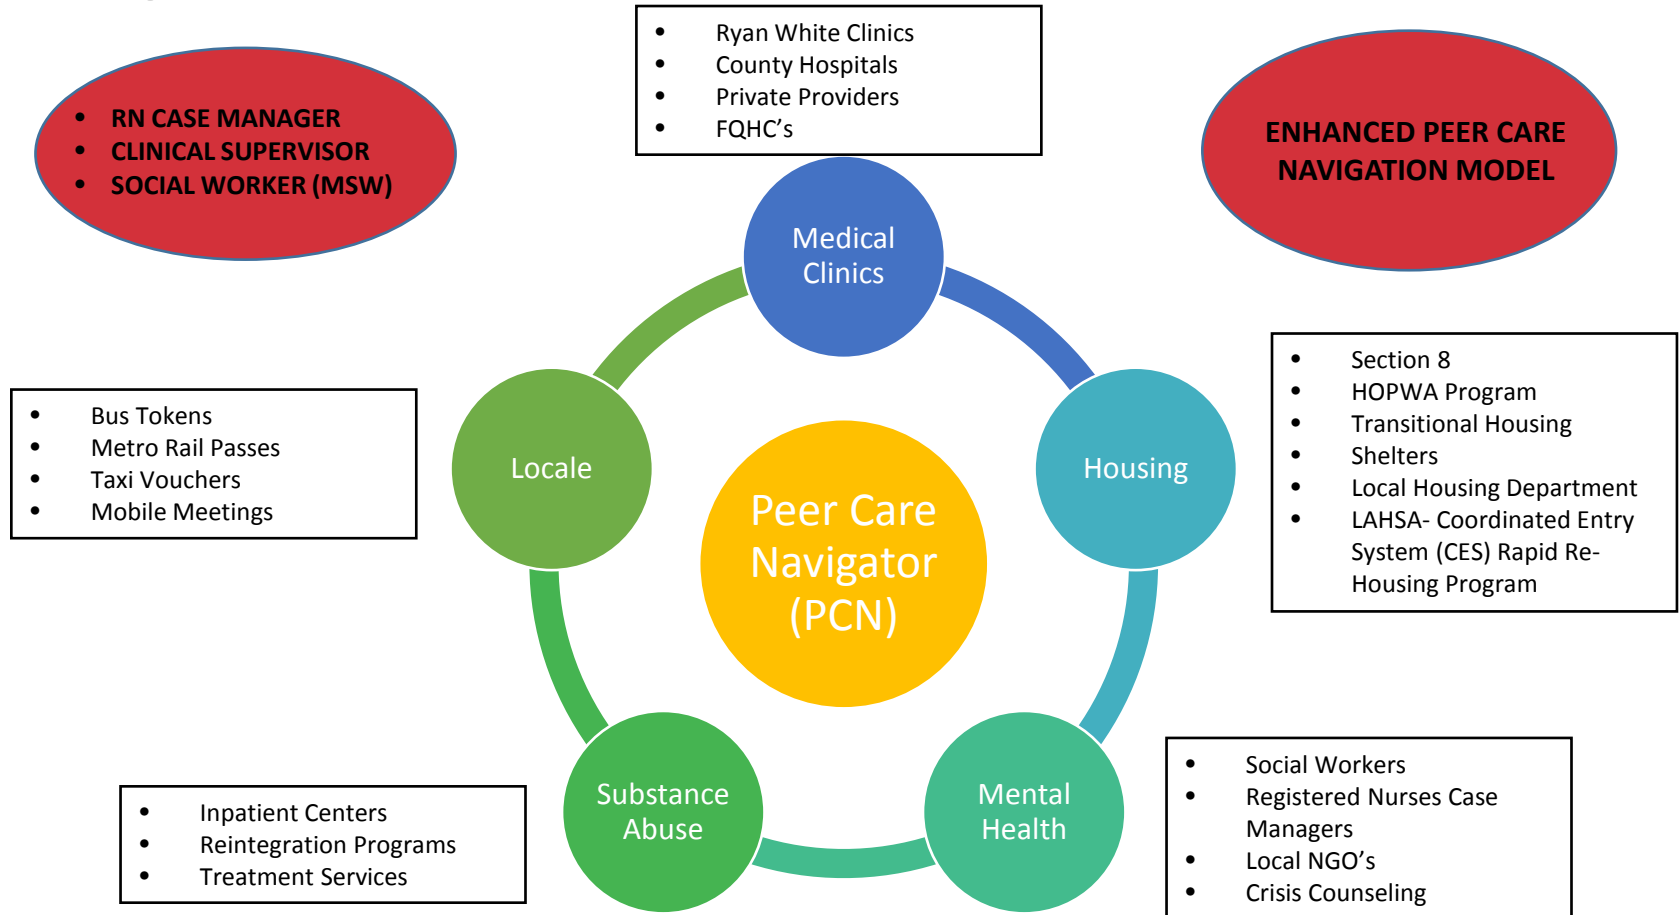 • Ryan White Clinics
• County Hospitals
• Private Providers
• FQHC’s
• RN CASE MANAGER
• CLINICAL SUPERVISOR
• SOCIAL WORKER (MSW)
ENHANCED PEER CARE
NAVIGATION MODEL
Medical
Clinics
• Bus Tokens
• Metro Rail Passes
• Taxi Vouchers
• Mobile Meetings
Locale
Housing
• Section 8
• HOPWA Program
• Transitional Housing
• Shelters
• Local Housing Department
• LAHSA- Coordinated Entry
System (CES) Rapid Re-
Housing Program
Peer Care
Navigator
(PCN)
• Inpatient Centers
• Reintegration Programs
• Treatment Services
Substance
Abuse
Mental
Health
• Social Workers
• Registered Nurses Case
Managers
• Local NGO’s
• Crisis Counseling